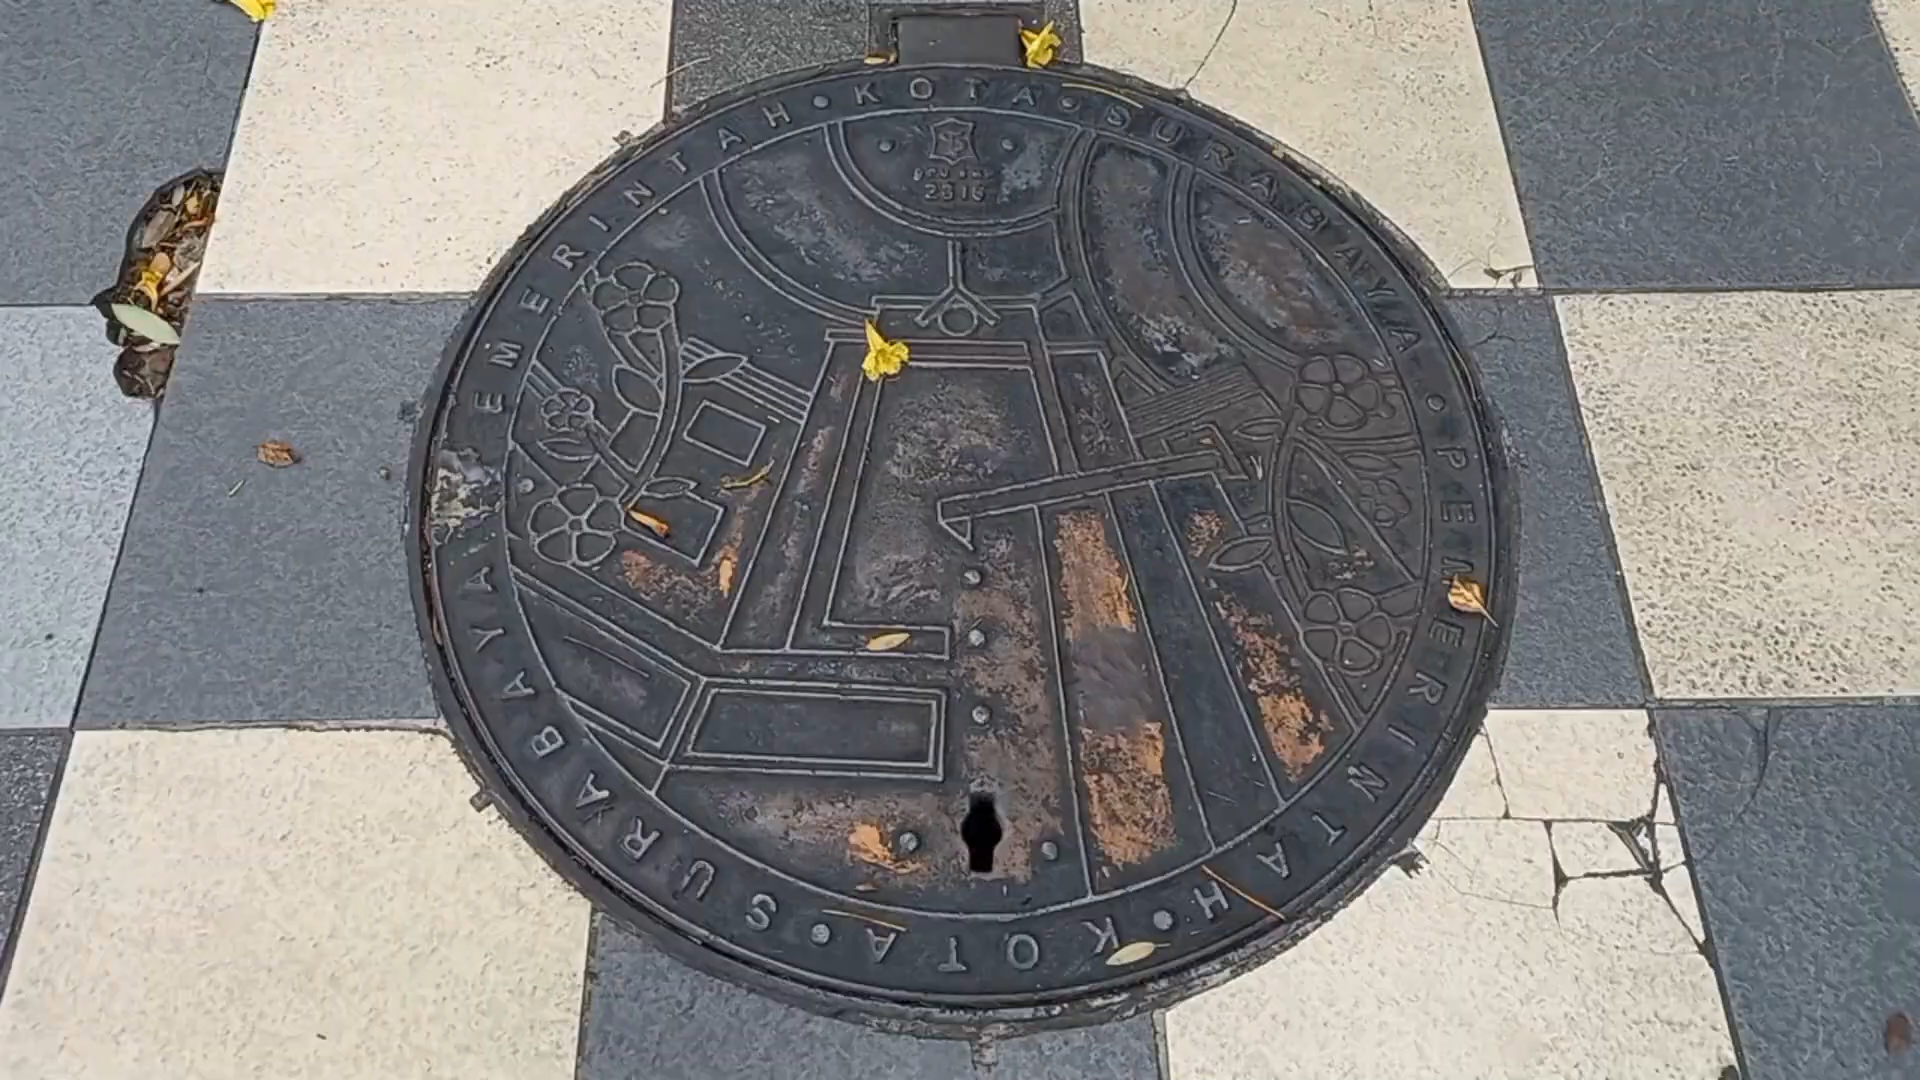 PEMERINTAH • KOTA • SURABAYA • PEMERINTAH • KOTA • SURABAYA
2016